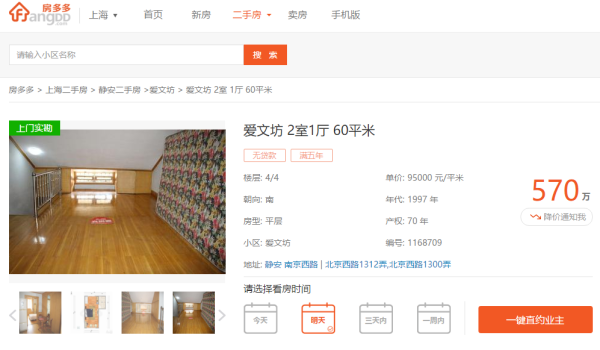 房多多
angDD
.com
上海 首页 新房 二手房 卖房 手机版
请输入小区名称 搜 索
房多多 > 上海二手房 > 静安二手房 >爱文坊 > 爱文坊 2室 1厅 60平米
上门实勘
爱文坊 2室1厅 60平米
无贷款 满五年
楼层: 4/4 单价: 95000 元/平米
朝向: 南 年代: 1997 年
房型: 平层 产权: 70 年
小区: 爱文坊 编号: 1168709
570 万
降价通知我
地址: 静安 南京西路 | 北京西路1312弄,北京西路1300弄
请选择看房时间
今天 明天 三天内 一周内
一键直约业主